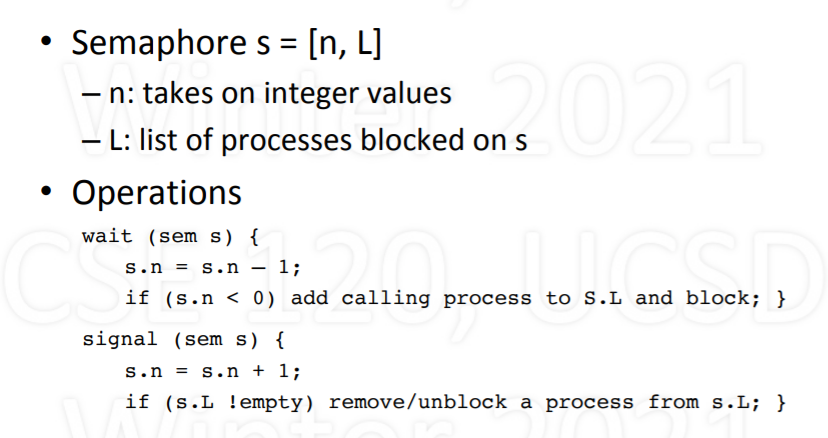 • Semaphore s = [n, L]
– n: takes on integer values
– L: list of processes blocked on s
• Operations
wait (sem s) {
s.n = s.n – 1;
if (s.n < 0) add calling process to S.L and block; }
signal (sem s) {
s.n = s.n + 1;
if (s.L !empty) remove/unblock a process from s.L; }
Winter 2021
CSE 120, UCSD
Winter 2021